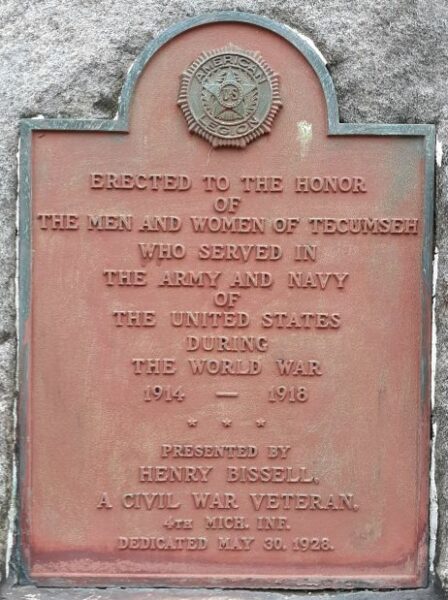 AMERICAN
US
LEGION
ERECTED TO THE HONOR
OF
THE MEN AND WOMEN OF TECUMSEH
WHO SERVED IN
THE ARMY AND NAVY
OF
THE UNITED STATES
DURING
THE WORLD WAR
1914 — 1918
* * *
PRESENTED BY
HENRY BISSELL,
A CIVIL WAR VETERAN,
4TH MICH. INF.
DEDICATED MAY 30, 1928.